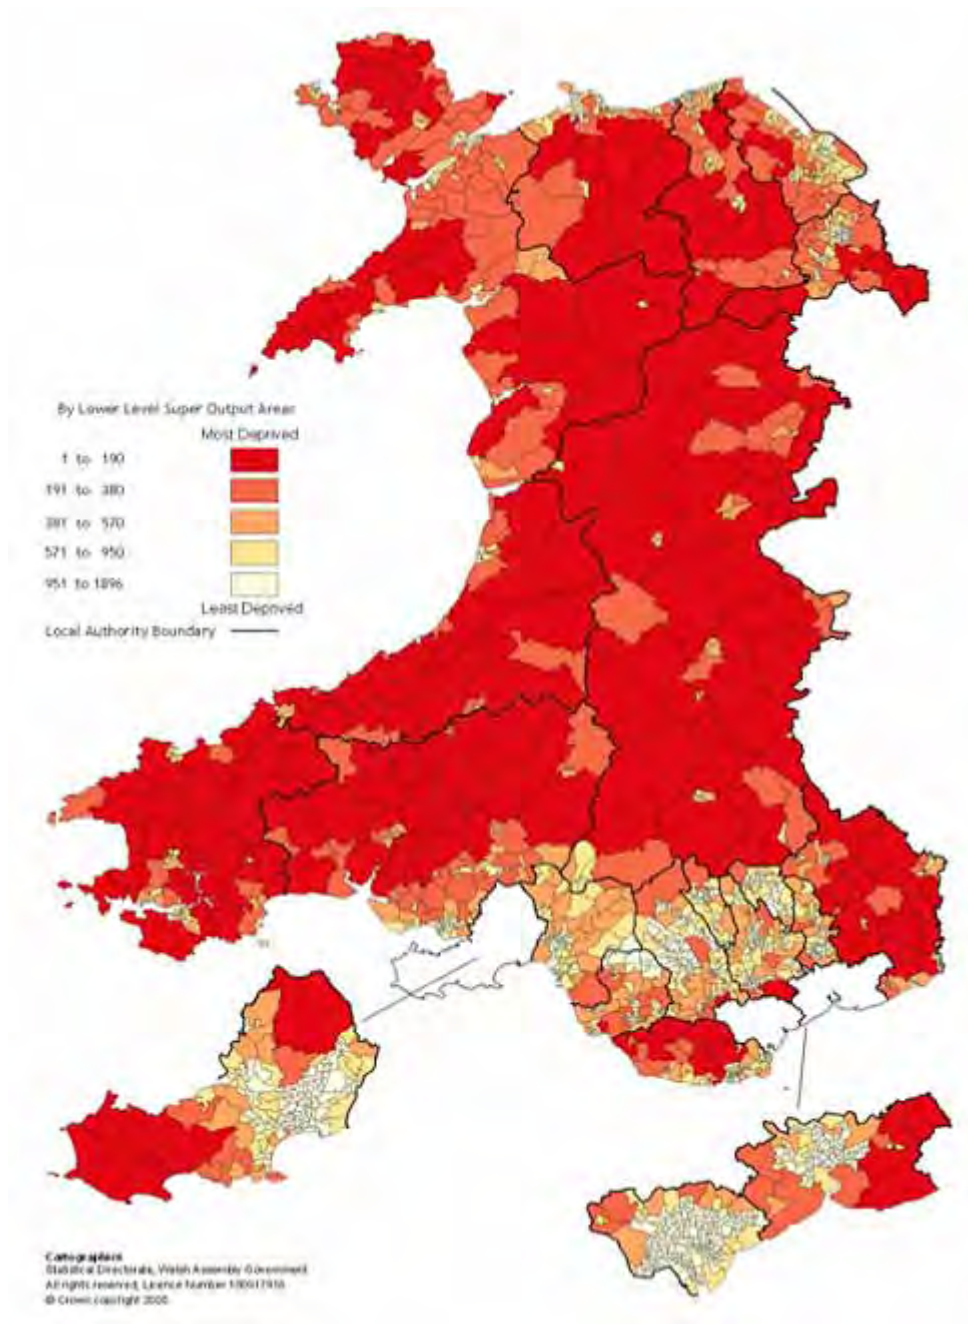 By Lower Level Super Output Areas
Most Deprived
1 to 190
191 to 380
381 to 570
571 to 950
951 to 1896
Least Deprived
Local Authority Boundary
Cartographers
Statistical Directorate, Welsh Assembly Government
All rights reserved, Licence Number
© Crown copyright